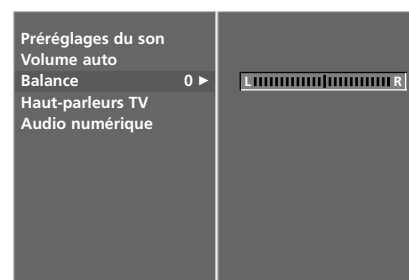 Préréglages du son
Volume auto
Balance 0 ►
L R
Haut-parleurs TV
Audio numérique